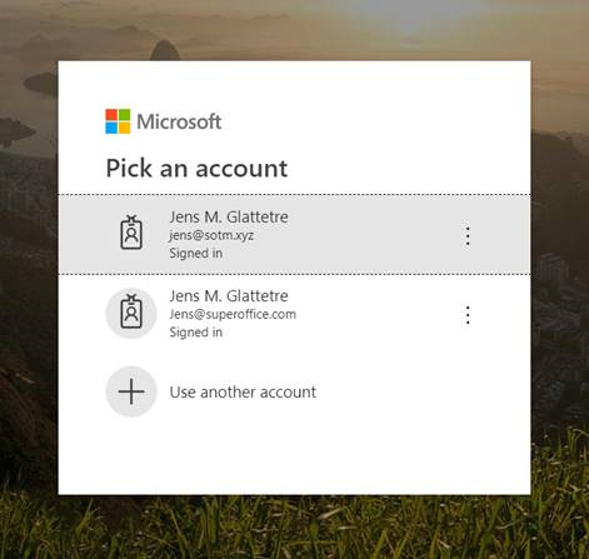 Microsoft
Pick an account
Jens M. Glattetre
jens@sotm.xyz
Signed in
Jens M. Glattetre
Jens@superoffice.com
Signed in
Use another account